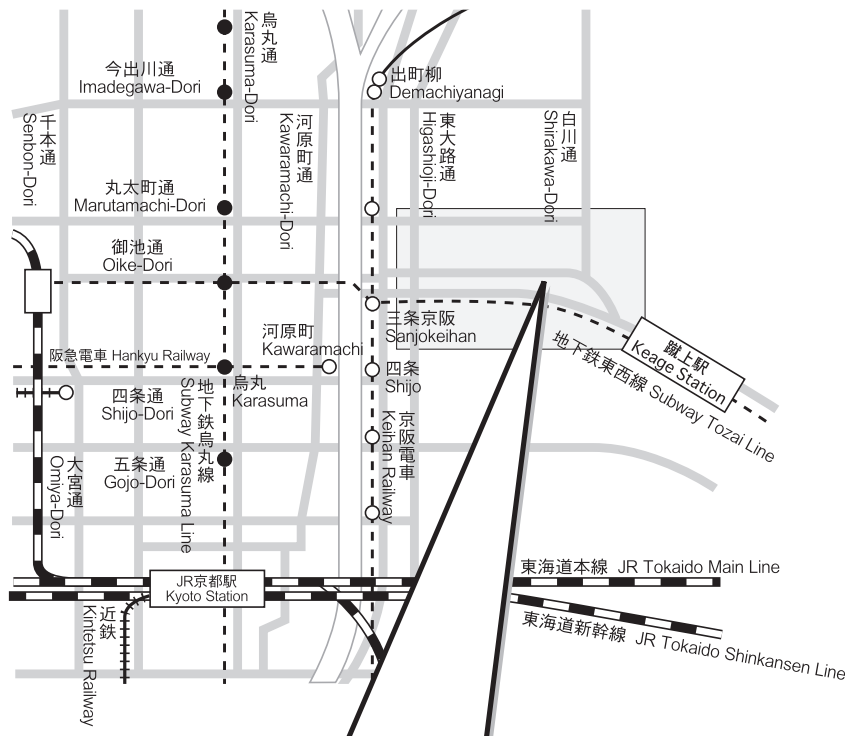 烏丸通
Karasuma-Dori
今出川通
Imadegawa-Dori
出町柳
Demachiyanagi
千本通
Senbon-Dori
河原町通
Kawaramachi-Dori
東大路通
Higashioji-Dori
白川通
Shirakawa-Dori
丸太町通
Marutamachi-Dori
御池通
Oike-Dori
三条京阪
Sanjokeihan
河原町
Kawaramachi
阪急電車 Hankyu Railway
蹴上駅
Keage Station
地下鉄東西線 Subway Tozai Line
四条
Shijo
烏丸
Karasuma
四条通
Shijo-Dori
地下鉄烏丸線
Subway Karasuma Line
京阪電車
Keihan Railway
五条通
Gojo-Dori
大宮通
Omiya-Dori
東海道本線 JR Tokaido Main Line
JR京都駅
Kyoto Station
近鉄
Kintetsu Railway
東海道新幹線 JR Tokaido Shinkansen Line